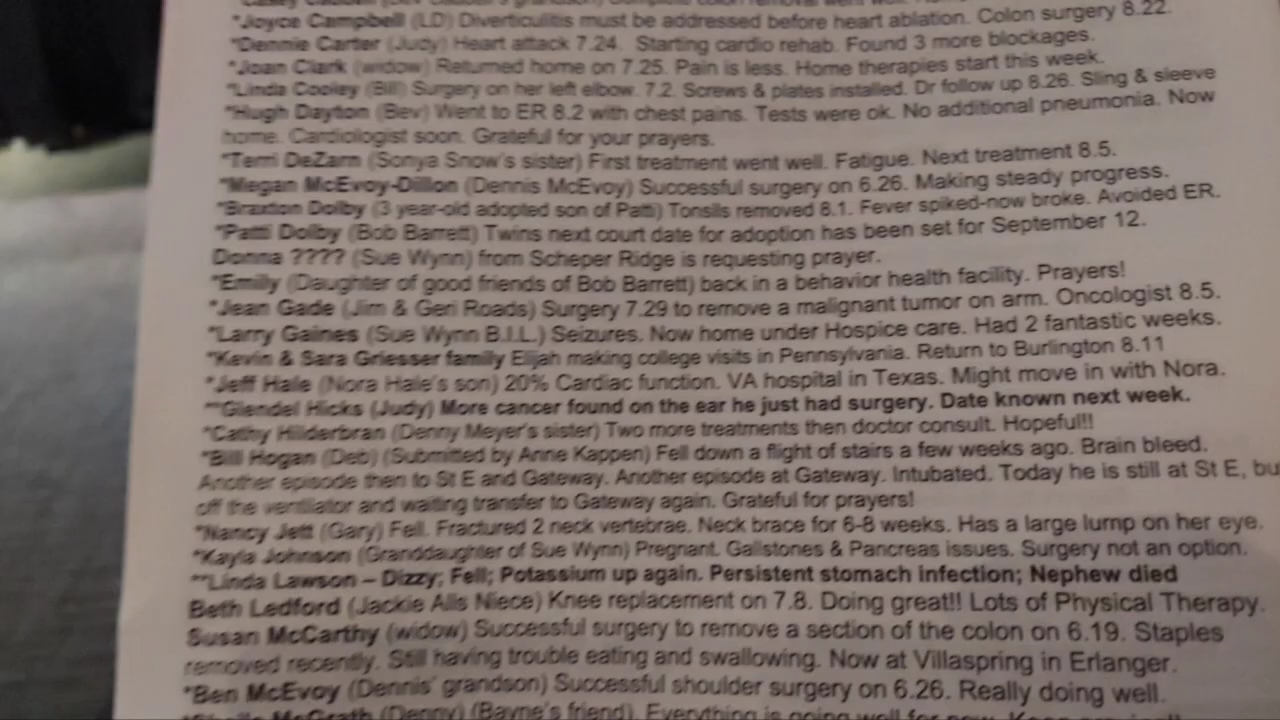 *Joyce Campbell (LD) Diverticulitis must be addressed before heart ablation. Colon surgery 8.22.
*Dennie Carter (Judy) Heart attack 7.24. Starting cardio rehab. Found 3 more blockages.
*Joan Clark (widow) Returned home on 7.25. Pain is less. Home therapies start this week.
*Linda Cooley (Bill) Surgery on her left elbow. 7.2. Screws & plates installed. Dr follow up 8.26. Sling & sleeve
*Hugh Dayton (Bev) Went to ER 8.2 with chest pains. Tests were ok. No additional pneumonia. Now
home. Cardiologist soon. Grateful for your prayers.
*Terri DeZarn (Sonya Snow's sister) First treatment went well. Fatigue. Next treatment 8.5.
*Megan McEvoy-Dillon (Dennis McEvoy) Successful surgery on 6.26. Making steady progress.
*Braxton Dolby (3 year-old adopted son of Patti) Tonsils removed 8.1. Fever spiked-now broke. Avoided ER.
*Patti Dolby (Bob Barrett) Twins next court date for adoption has been set for September 12.
Donna ???? (Sue Wynn) from Scheper Ridge is requesting prayer.
*Emily (Daughter of good friends of Bob Barrett) back in a behavior health facility. Prayers!
*Jean Gade (Jim & Geri Roads) Surgery 7.29 to remove a malignant tumor on arm. Oncologist 8.5.
*Larry Gaines (Sue Wynn B.I.L.) Seizures. Now home under Hospice care. Had 2 fantastic weeks.
*Kevin & Sara Griesser family Elijah making college visits in Pennsylvania. Return to Burlington 8.11
*Jeff Hale (Nora Hale's son) 20% Cardiac function. VA hospital in Texas. Might move in with Nora.
**Glendel Hicks (Judy) More cancer found on the ear he just had surgery. Date known next week.
*Cathy Hilderbran (Denny Meyer's sister) Two more treatments then doctor consult. Hopeful!!
*Bill Hogan (Deb) (Submitted by Anne Kappen) Fell down a flight of stairs a few weeks ago. Brain bleed.
Another episode then to St E and Gateway. Another episode at Gateway. Intubated. Today he is still at St E, bu
off the ventilator and waiting transfer to Gateway again. Grateful for prayers!
*Nancy Jett (Gary) Fell. Fractured 2 neck vertebrae. Neck brace for 6-8 weeks. Has a large lump on her eye.
*Kayla Johnson (Granddaughter of Sue Wynn) Pregnant. Gallstones & Pancreas issues. Surgery not an option.
**Linda Lawson – Dizzy; Fell; Potassium up again. Persistent stomach infection; Nephew died
Beth Ledford (Jackie Alls Niece) Knee replacement on 7.8. Doing great!! Lots of Physical Therapy.
Susan McCarthy (widow) Successful surgery to remove a section of the colon on 6.19. Staples
removed recently. Still having trouble eating and swallowing. Now at Villaspring in Erlanger.
*Ben McEvoy (Dennis' grandson) Successful shoulder surgery on 6.26. Really doing well.
McGrath (Denny) (Bayne's friend). Everything is going well for now.